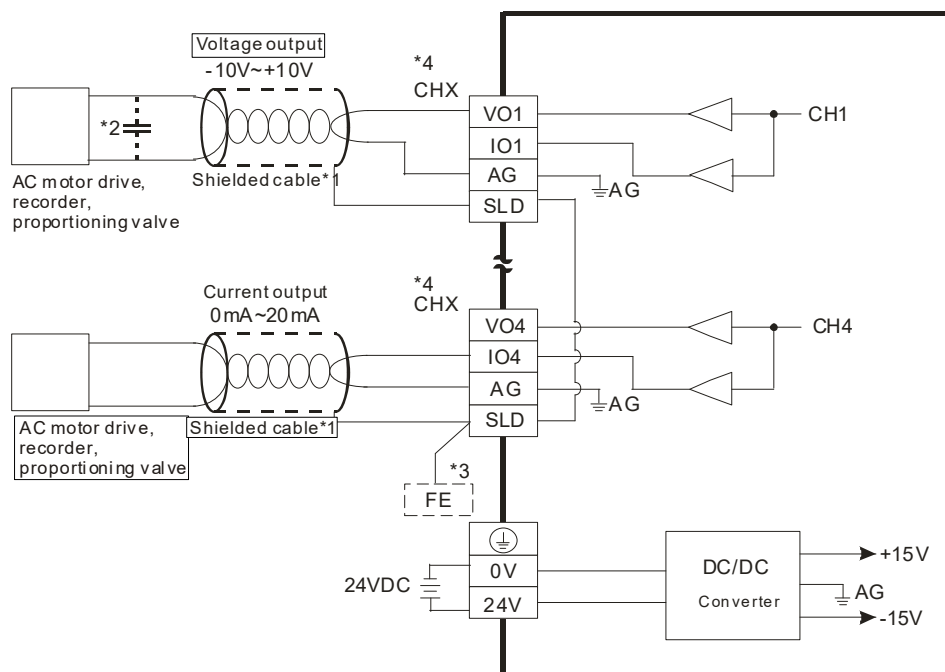 Voltage output
-10V~+10V
*4
CHX
*2
VO1
CH1
IO1
AG
AG
SLD
Shielded cable*1
AC motor drive,
recorder,
proportioning valve
Current output
0mA~20mA
*4
CHX
VO4
CH4
IO4
AG
AG
SLD
Shielded cable*1
AC motor drive,
recorder,
proportioning valve
*3
FE
24VDC
0V
24V
DC/DC
Converter
+15V
AG
-15V